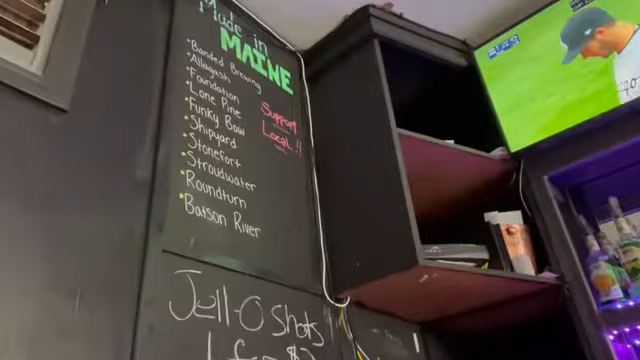 Made in
MAINE
Banded Brewing
Allagash
Foundation
Lone Pine
Funky Bow
Shipyard
Stonefort
Stroudwater
Roundturn
Batson River
Support
Local !!
Jell-O Shots